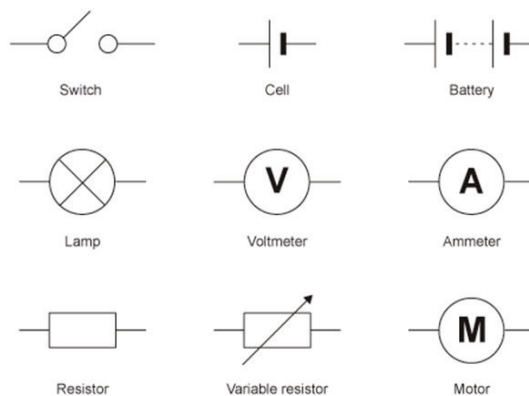 Switch
Cell
Battery
V
A
Lamp
Voltmeter
Ammeter
M
Resistor
Variable resistor
Motor